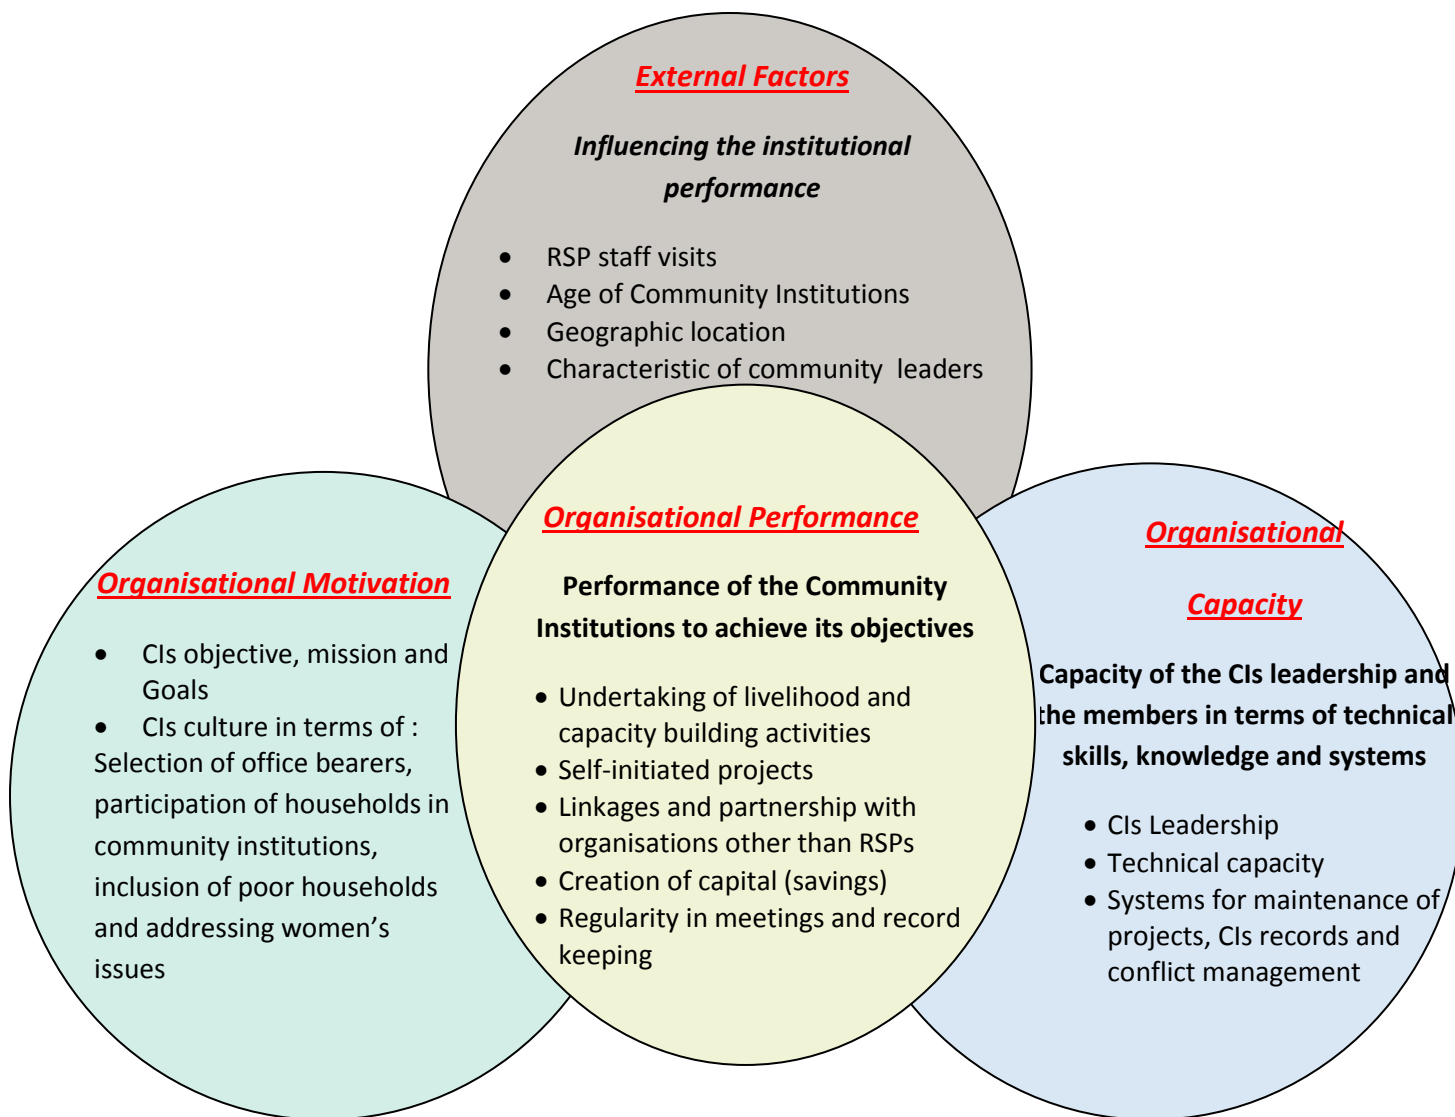 External Factors
Influencing the institutional
performance
• RSP staff visits
• Age of Community Institutions
• Geographic location
• Characteristic of community leaders
Organisational Motivation
• CIs objective, mission and
Goals
• CIs culture in terms of :
Selection of office bearers,
participation of households in
community institutions,
inclusion of poor households
and addressing women’s
issues
Organisational Performance
Performance of the Community
Institutions to achieve its objectives
• Undertaking of livelihood and
capacity building activities
• Self-initiated projects
• Linkages and partnership with
organisations other than RSPs
• Creation of capital (savings)
• Regularity in meetings and record
keeping
Organisational
Capacity
Capacity of the CIs leadership and
the members in terms of technical
skills, knowledge and systems
• CIs Leadership
• Technical capacity
• Systems for maintenance of
projects, CIs records and
conflict management